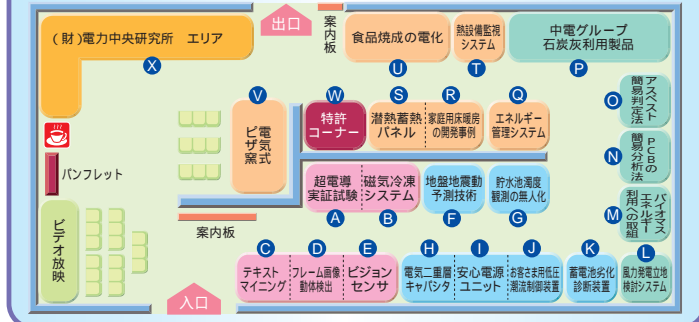 出口
案内板
(財)電力中央研究所 エリア
X
食品焼成の電化
U
熱設備監視
システム
T
中電グループ
石炭灰利用製品
P
アスベスト
簡易判定法
O
V
電気式
ピザ窯
W
特許
コーナー
S
潜熱蓄熱
パネル
R
家庭用床暖房
の開発事例
Q
エネルギー
管理システム
PCBの
簡易分析法
N
パンフレット
超電導
実証試験
A
磁気冷凍
システム
B
地盤地震動
予測技術
F
貯水池濁度
観測の無人化
G
バイオマス
エネルギー
利用への取組
M
ビデオ放映
案内板
C
テキスト
マイニング
D
フレーム画像
動体検出
E
ビジョン
センサ
H
電気二重層
キャパシタ
I
安心電源
ユニット
J
お客さま用低圧
潮流制御装置
K
蓄電池劣化
診断装置
L
風力発電立地
検討システム
入口